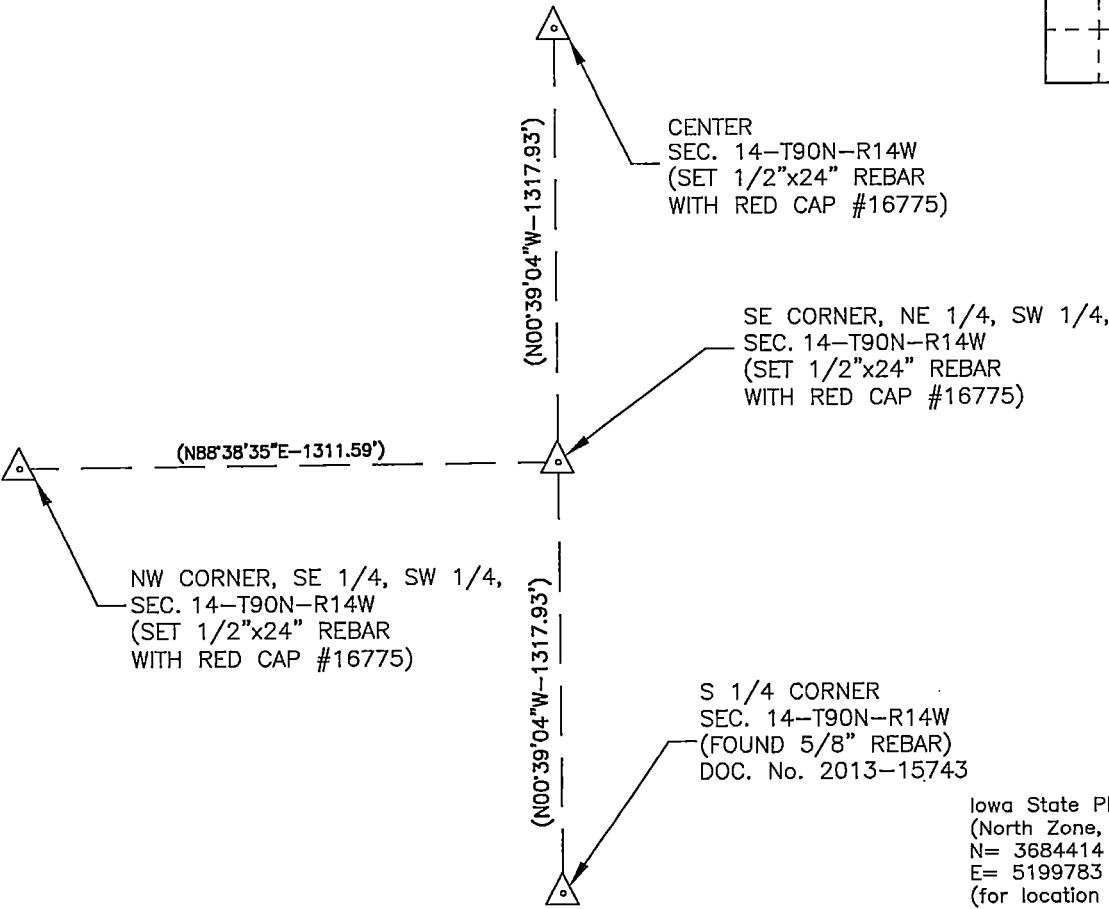 CENTER
SEC. 14-T90N-R14W
(SET 1/2"x24" REBAR
WITH RED CAP #16775)
(N00°39'04"W-1317.93')
SE CORNER, NE 1/4, SW 1/4,
SEC. 14-T90N-R14W
(SET 1/2"x24" REBAR
WITH RED CAP #16775)
(N88°38'35"E-1311.59')
NW CORNER, SE 1/4, SW 1/4,
SEC. 14-T90N-R14W
(SET 1/2"x24" REBAR
WITH RED CAP #16775)
(N00°39'04"W-1317.93')
S 1/4 CORNER
SEC. 14-T90N-R14W
(FOUND 5/8" REBAR)
DOC. No. 2013-15743
Iowa State
(North Zone,
N= 3684414
E= 5199783
(for location